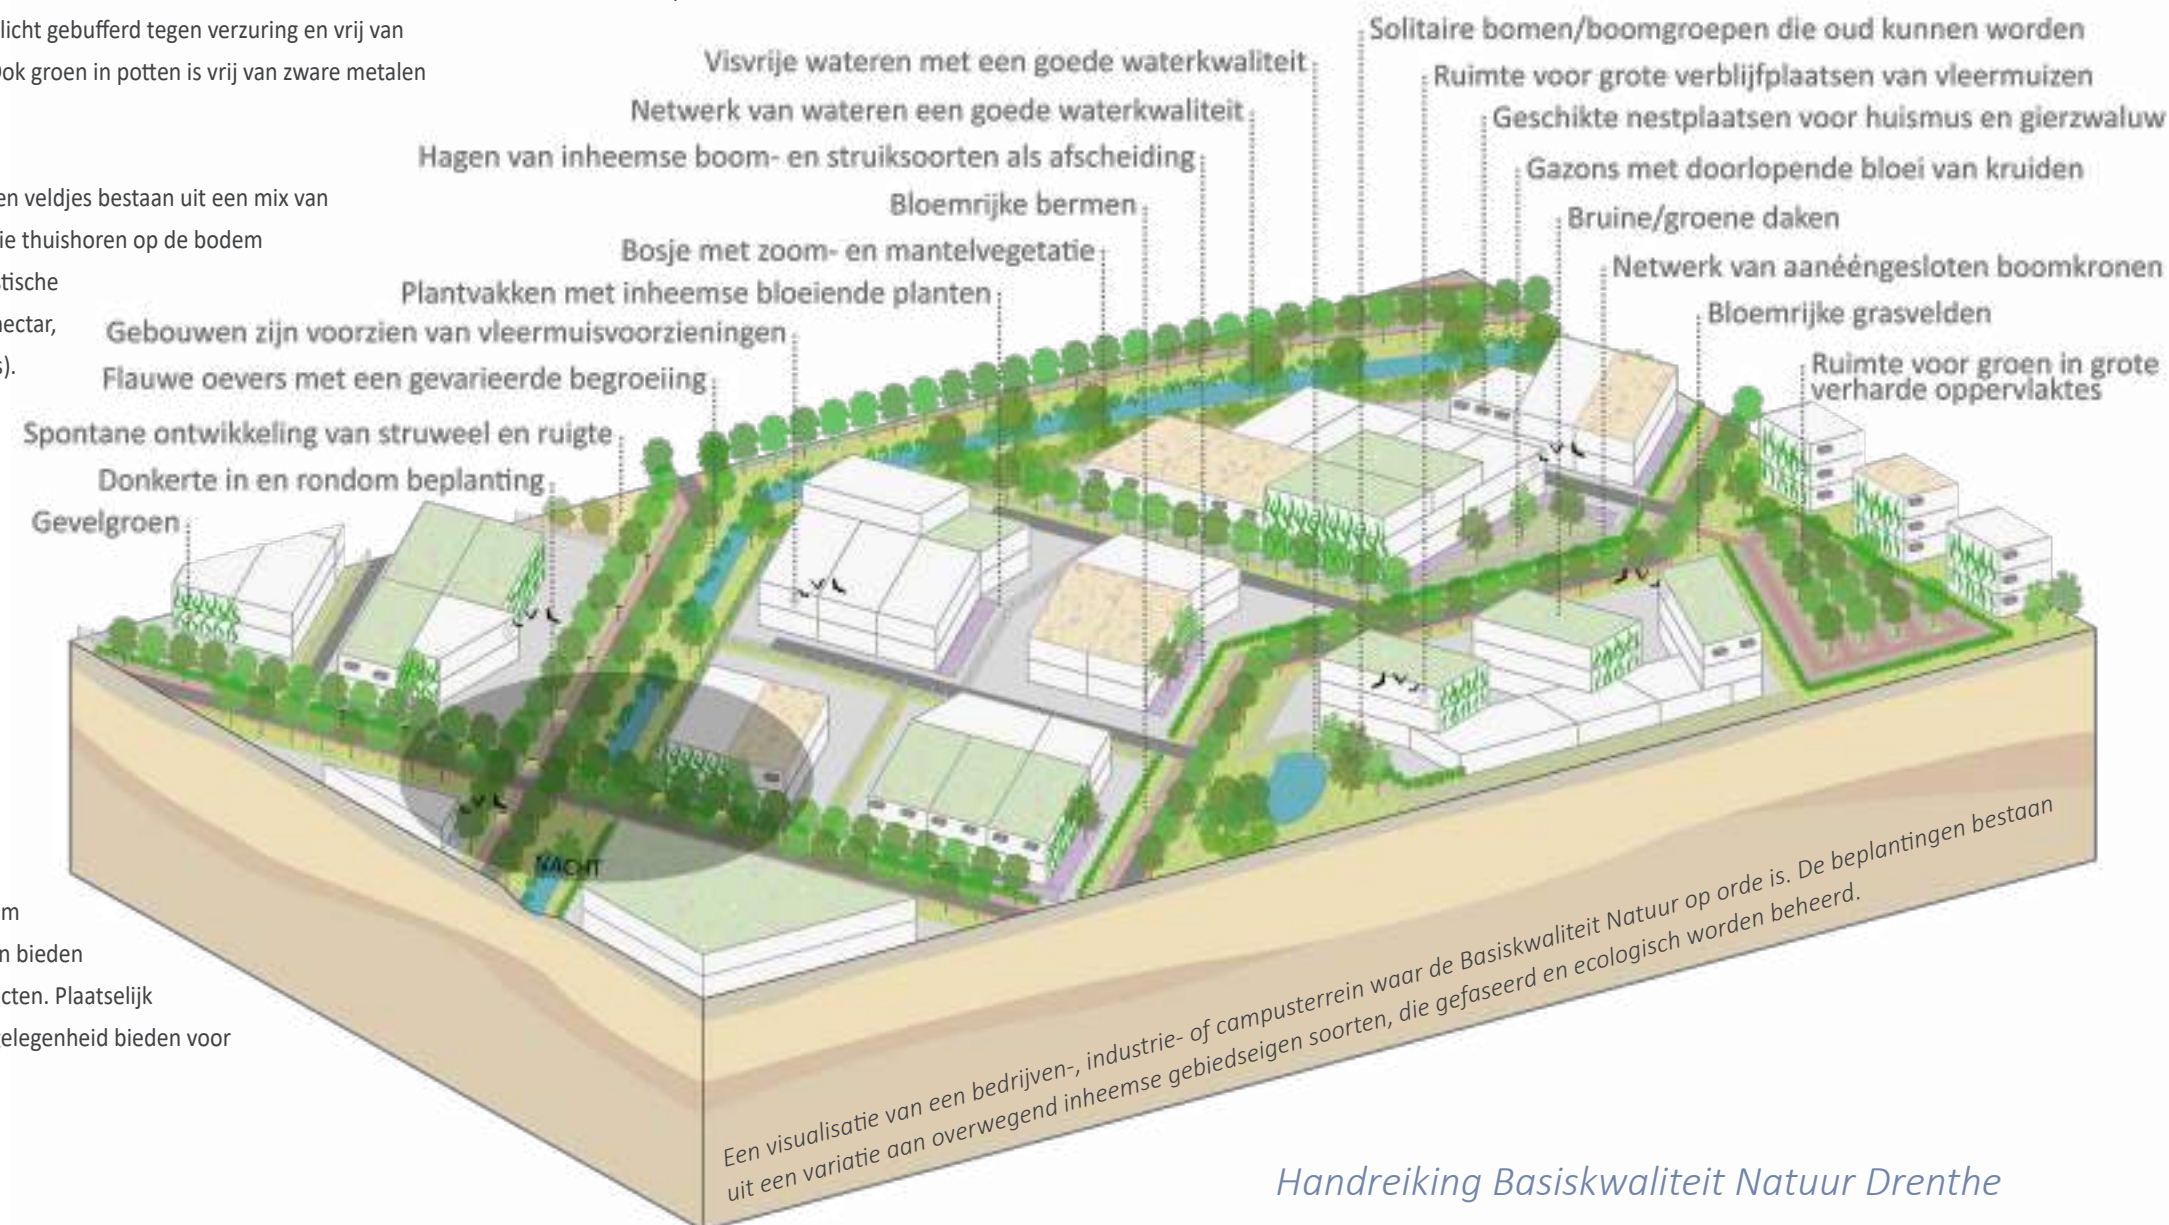 licht gebufferd tegen verzuring en vrij van
Ook groen in potten is vrij van zware metalen
en veldjes bestaan uit een mix van
ie thuishoren op de bodem
stische
nectar,
s).
m
n bieden
cten. Plaatselijk
gelegenheid bieden voor
Solitaire bomen/boomgroepen die oud kunnen worden
Visvrije wateren met een goede waterkwaliteit
Ruimte voor grote verblijfplaatsen van vleermuizen
Netwerk van wateren een goede waterkwaliteit
Geschikte nestplaatsen voor huismus en gierzwaluw
Hagen van inheemse boom- en struiksoorten als afscheiding
Gazons met doorlopende bloei van kruiden
Bloemrijke bermen
Bruine/groene daken
Bosje met zoom- en mantelvegetatie
Netwerk van aanééngesloten boomkronen
Plantvakken met inheemse bloeiende planten
Bloemrijke grasvelden
Gebouwen zijn voorzien van vleermuisvoorzieningen
Ruimte voor groen in grote
verharde oppervlaktes
Flauwe oevers met een gevarieerde begroeiing
Spontane ontwikkeling van struweel en ruigte
Donkerte in en rondom beplanting
Gevelgroen
NACHT
Een visualisatie van een bedrijven-, industrie- of campusterrein waar de Basiskwaliteit Natuur op orde is. De beplantingen bestaan
uit een variatie aan overwegend inheemse gebiedseigen soorten, die gefaseerd en ecologisch worden beheerd.
Handreiking Basiskwaliteit Natuur Drenthe